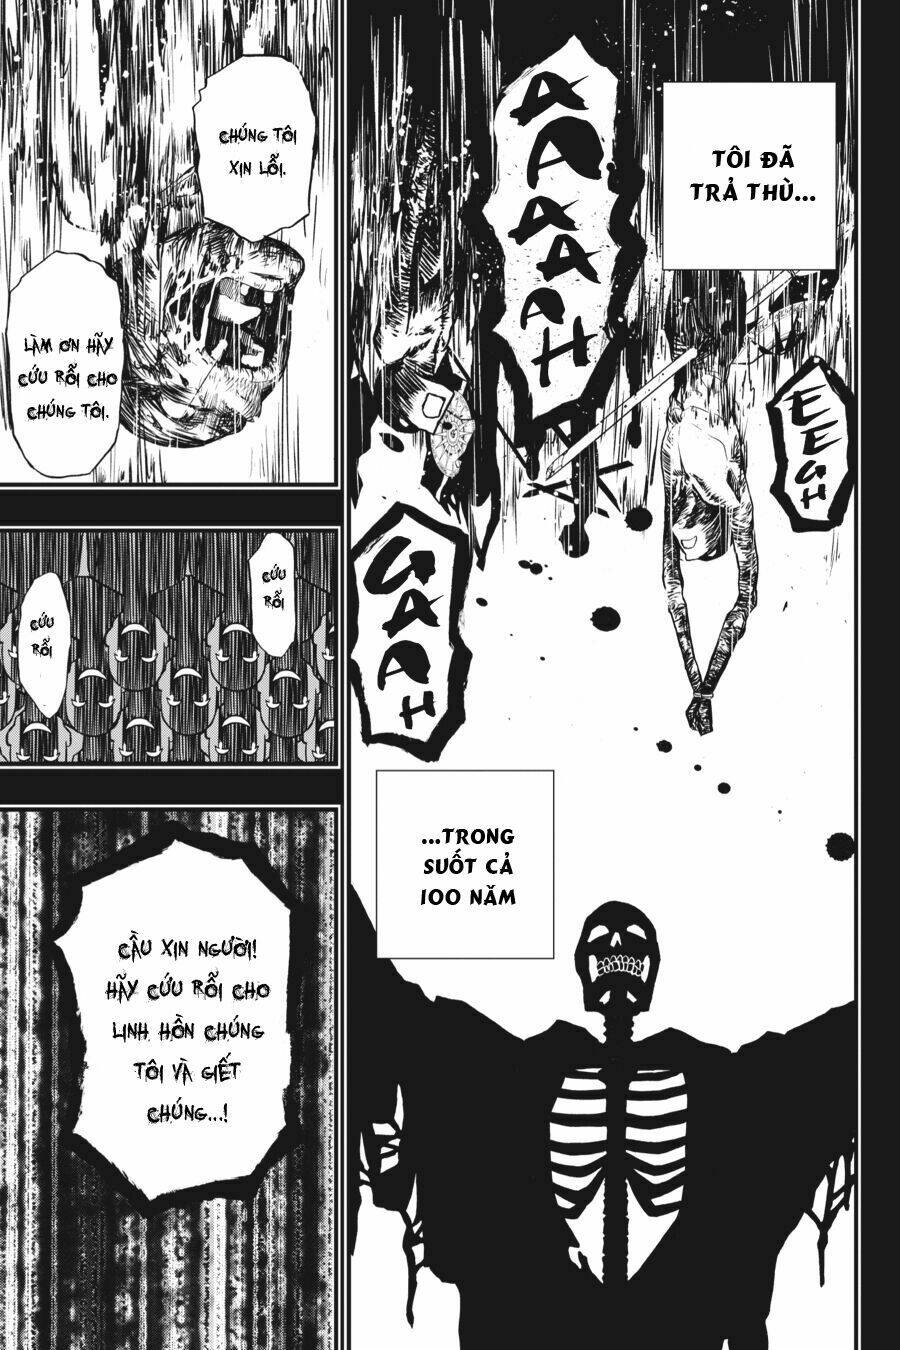 TÔI ĐÃ
TRẢ THÙ...
AAAAAH
EEGH
GAAH
...TRONG
SUỐT CẢ
100 NĂM
CHÚNG TÔI
XIN LỖI.
LÀM ƠN HÃY
CỨU RỖI CHO
CHÚNG TÔI.
CỨU
RỖI
CỨU
RỖI
CẦU XIN NGƯỜI!
HÃY CỨU RỖI CHO
LINH HỒN CHÚNG
TÔI VÀ GIẾT
CHÚNG...!